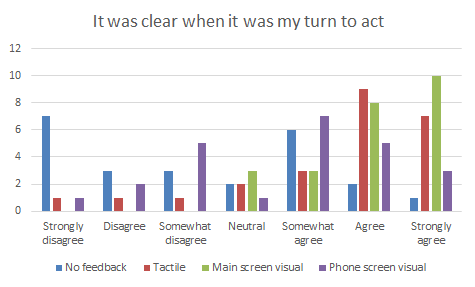 It was clear when it was my turn to act
12
10
8
6
4
2
0
Strongly disagree
Disagree
Somewhat disagree
Neutral
Somewhat agree
Agree
Strongly agree
No feedback
Tactile
Main screen visual
Phone screen visual